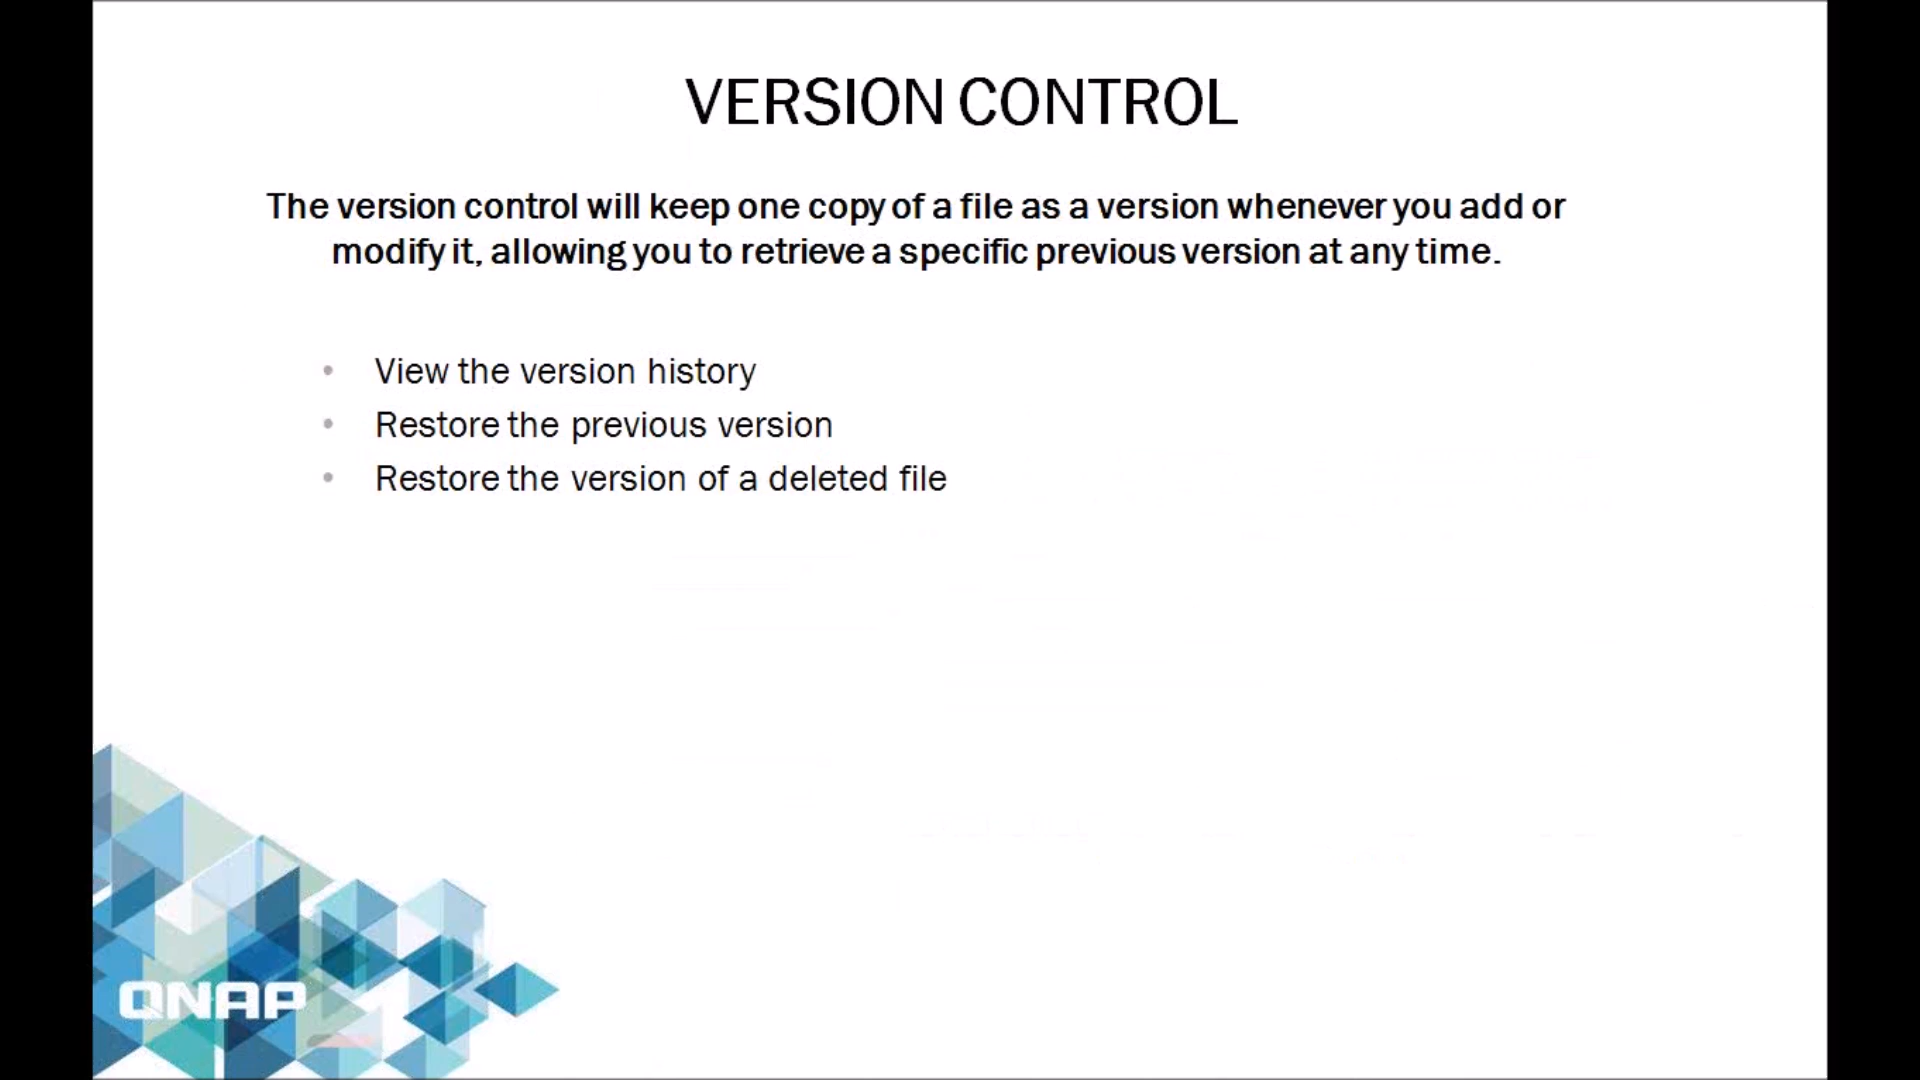 VERSION CONTROL
The version control will keep one copy of a file as a version whenever you add or
modify it, allowing you to retrieve a specific previous version at any time.
• View the version history
• Restore the previous version
• Restore the version of a deleted file
QNAP